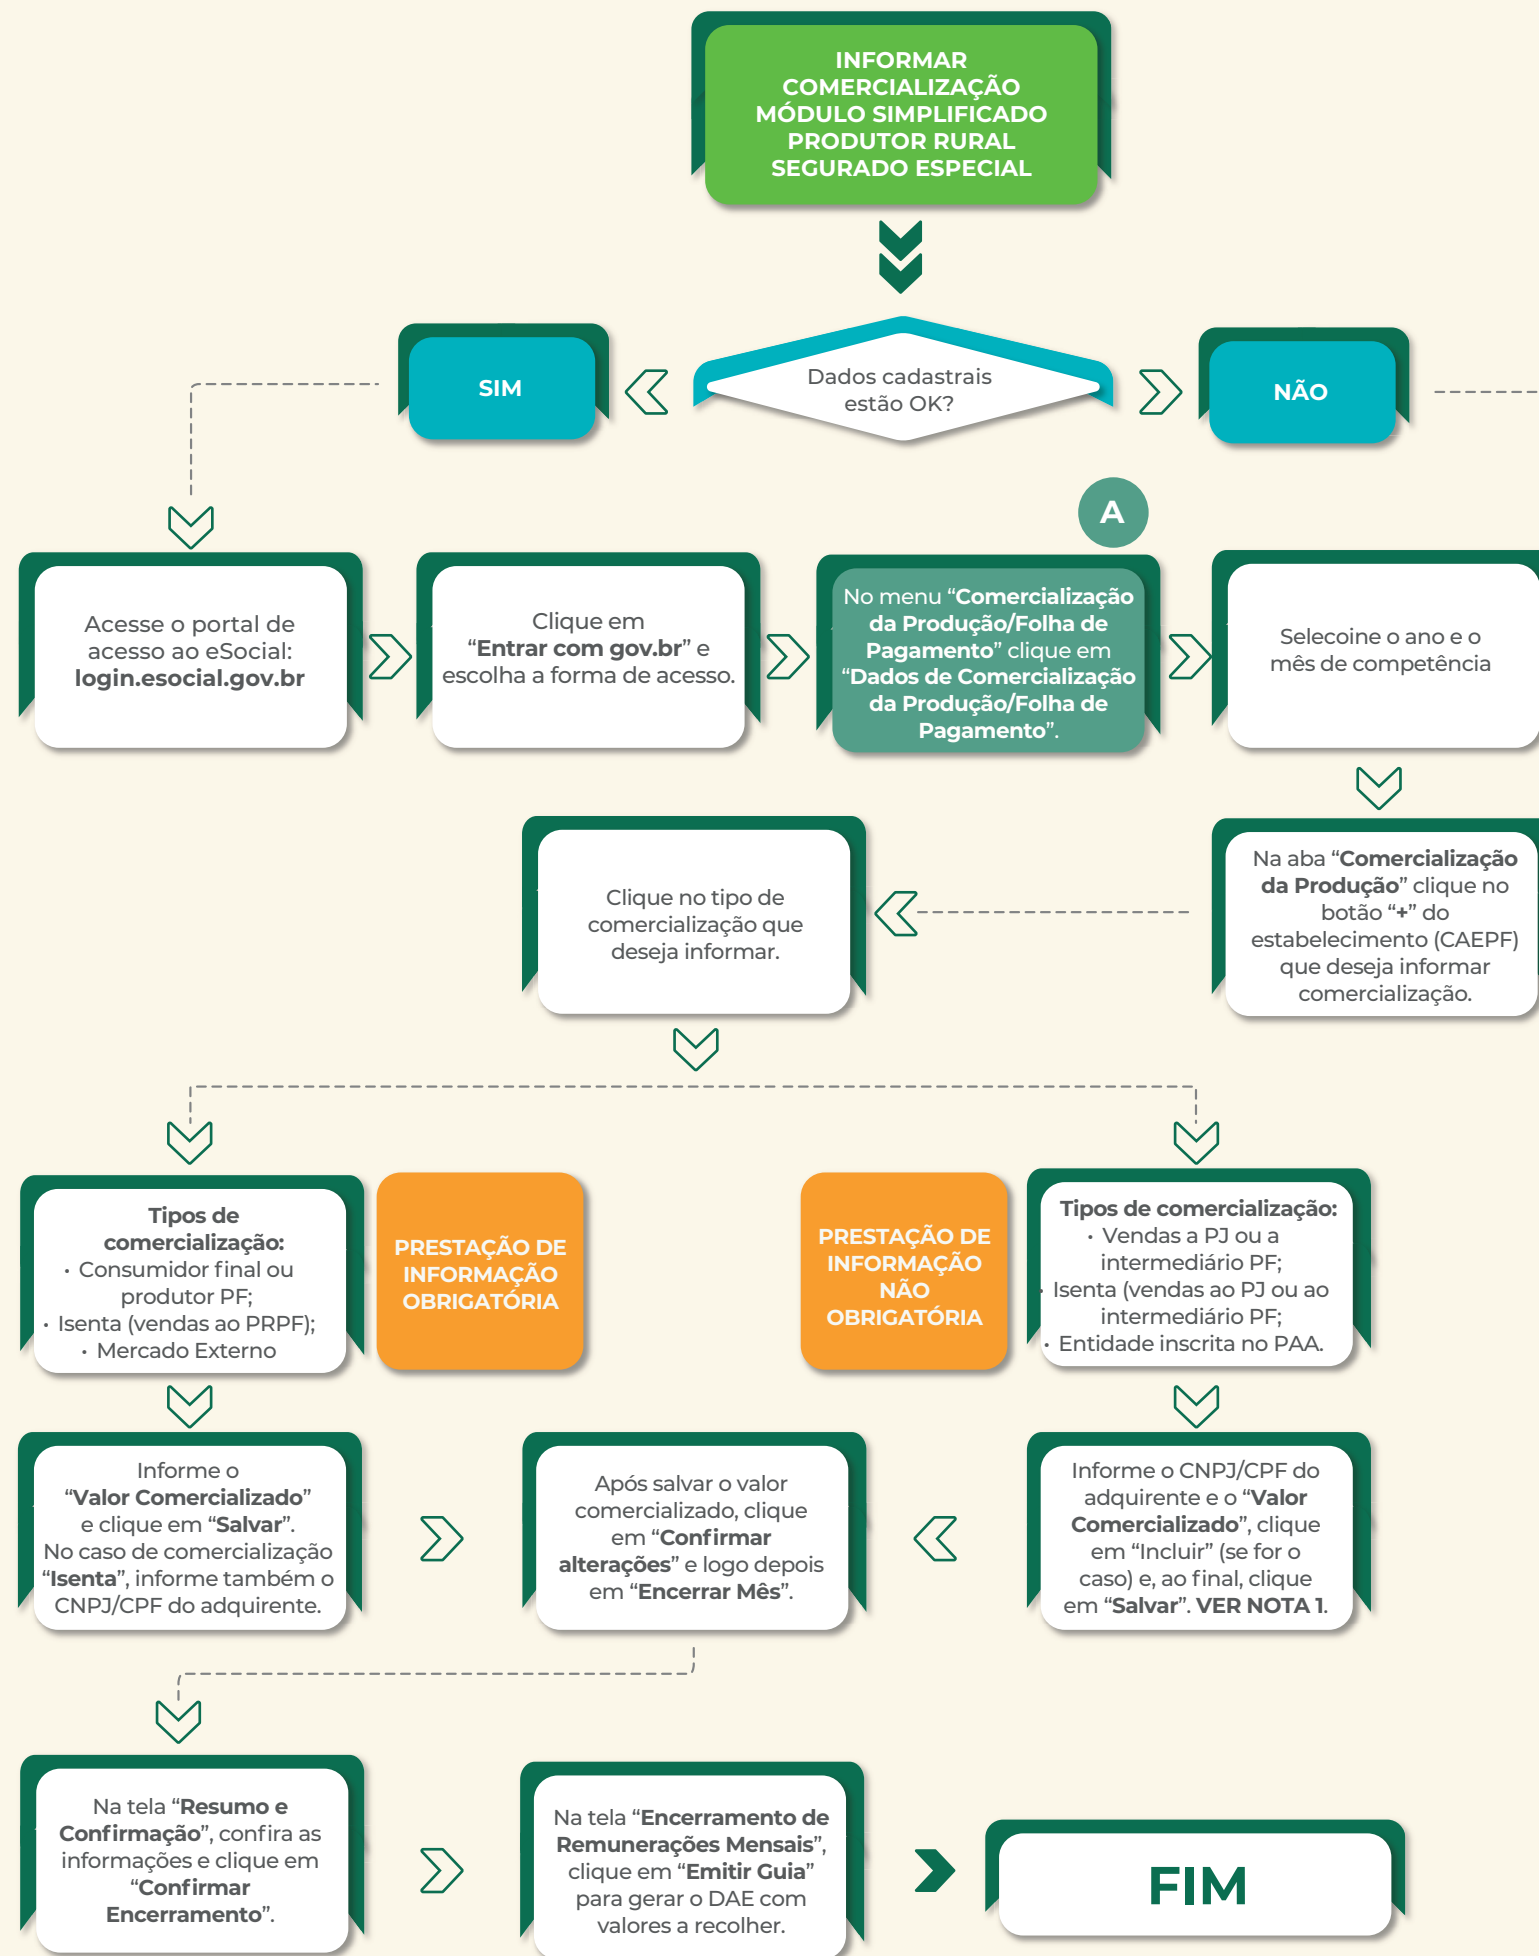 INFORMAR
COMERCIALIZAÇÃO
MÓDULO SIMPLIFICADO
PRODUTOR RURAL
SEGURADO ESPECIAL
SIM
Dados cadastrais
estão OK?
NÃO
A
Acesse o portal de
acesso ao eSocial:
login.esocial.gov.br
Clique em
“Entrar com gov.br” e
escolha a forma de acesso.
No menu “Comercialização
da Produção/Folha de
Pagamento” clique em
“Dados de Comercialização
da Produção/Folha de
Pagamento”.
Selecoine o ano e o
mês de competência
Na aba “Comercialização
da Produção” clique no
botão “+” do
estabelecimento (CAEPF)
que deseja informar
comercialização.
Clique no tipo de
comercialização que
deseja informar.
Tipos de
comercialização:
• Consumidor final ou
produtor PF;
• Isenta (vendas ao PRPF);
• Mercado Externo
PRESTAÇÃO DE
INFORMAÇÃO
OBRIGATÓRIA
PRESTAÇÃO DE
INFORMAÇÃO
NÃO
OBRIGATÓRIA
Tipos de comercialização:
• Vendas a PJ ou a
intermediário PF;
• Isenta (vendas ao PJ ou ao
intermediário PF;
• Entidade inscrita no PAA.
Informe o
“Valor Comercializado”
e clique em “Salvar”.
No caso de comercialização
“Isenta”, informe também o
CNPJ/CPF do adquirente.
Após salvar o valor
comercializado, clique
em “Confirmar
alterações” e logo depois
em “Encerrar Mês”.
Informe o CNPJ/CPF do
adquirente e o “Valor
Comercializado”, clique
em “Incluir” (se for o
caso) e, ao final, clique
em “Salvar”. VER NOTA 1.
Na tela “Resumo e
Confirmação”, confira as
informações e clique em
“Confirmar
Encerramento”.
Na tela “Encerramento de
Remunerações Mensais”,
clique em “Emitir Guia”
para gerar o DAE com
valores a recolher.
FIM